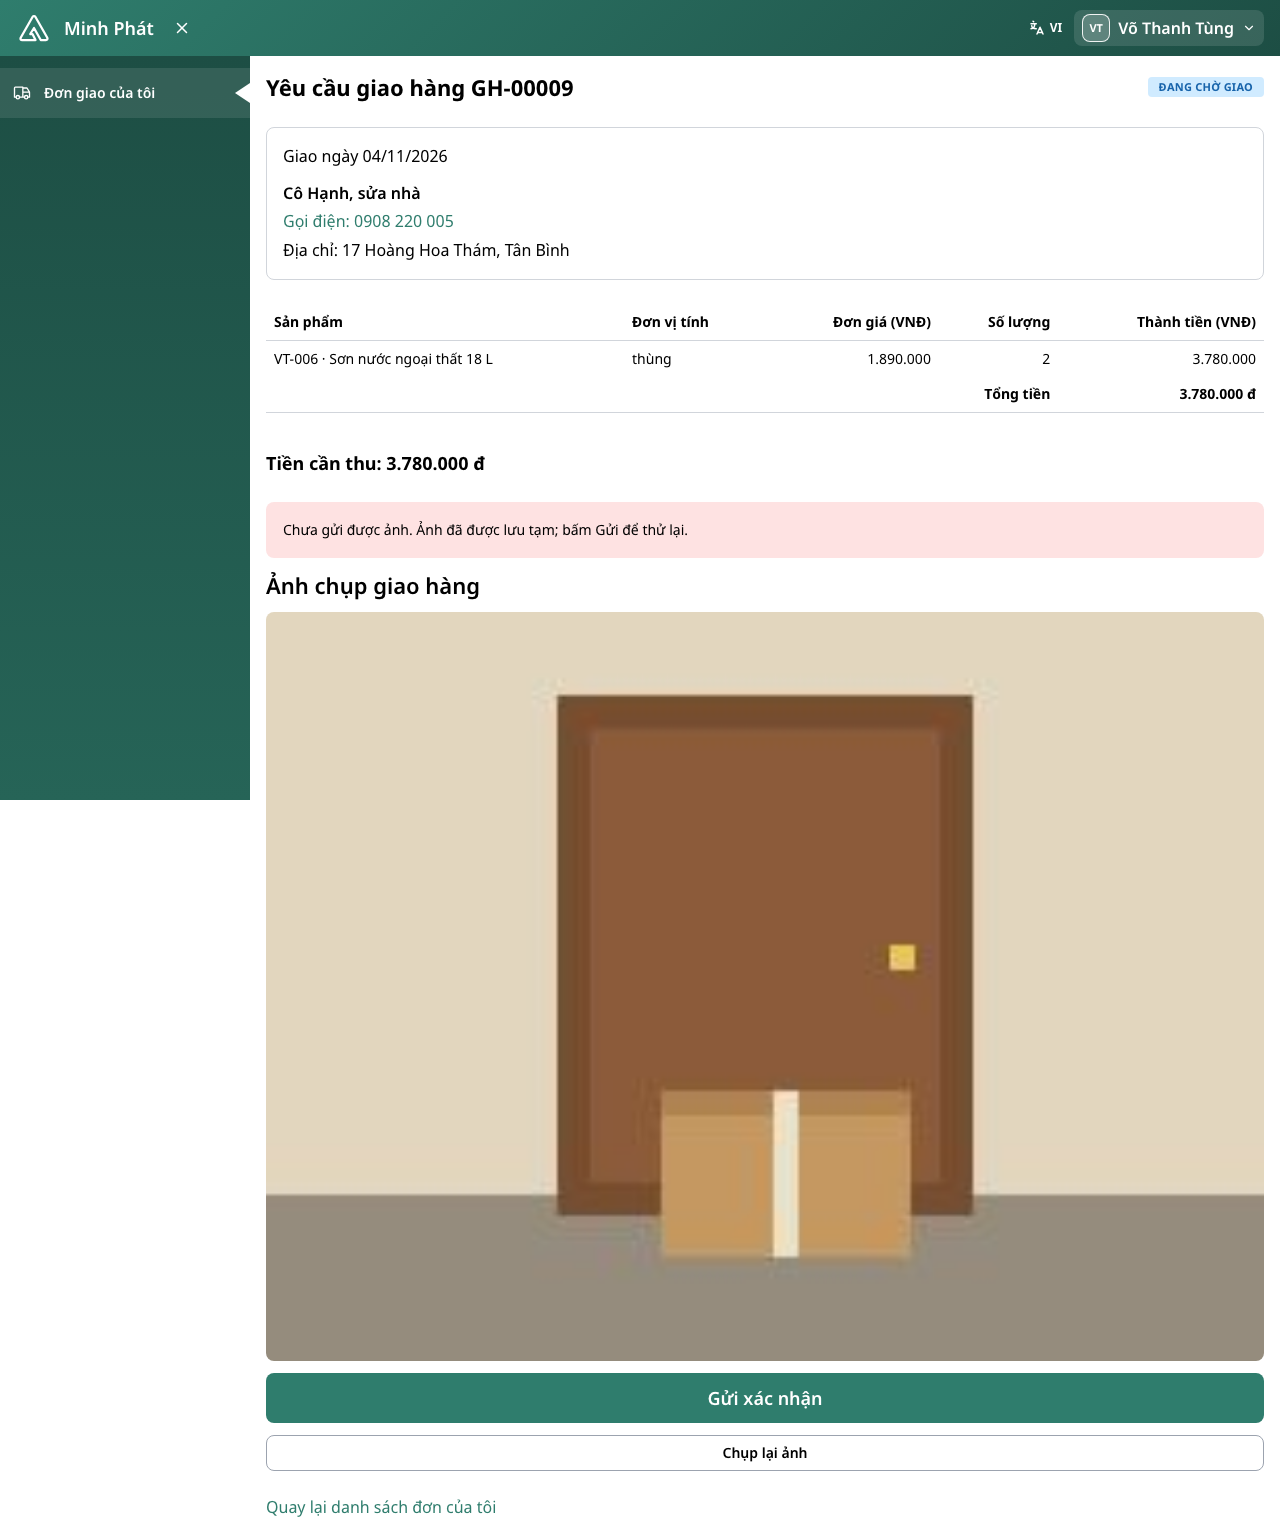 Minh Phát
VI
VT
Võ Thanh Tùng
Đơn giao của tôi
Yêu cầu giao hàng GH-00009
ĐANG CHỜ GIAO
Giao ngày 04/11/2026
Cô Hạnh, sửa nhà
Gọi điện: 0908 220 005
Địa chỉ: 17 Hoàng Hoa Thám, Tân Bình
Sản phẩm Đơn vị tính Đơn giá (VNĐ) Số lượng Thành tiền (VNĐ)
VT-006 · Sơn nước ngoại thất 18 L thùng 1.890.000 2 3.780.000
Tổng tiền 3.780.000 đ
Tiền cần thu: 3.780.000 đ
Chưa gửi được ảnh. Ảnh đã được lưu tạm; bấm Gửi để thử lại.
Ảnh chụp giao hàng
Gửi xác nhận
Chụp lại ảnh
Quay lại danh sách đơn của tôi